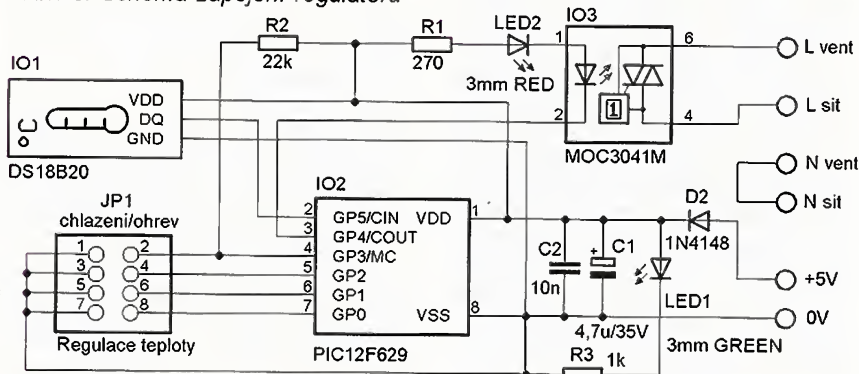 schema zapojení regulátoru
IO1
VDD
DQ
GND
°C
DS18B20
R2
22k
R1
270
LED2
3mm RED
IO3
1
2
6
4
1
MOC3041M
L vent
L sit
N vent
N sit
+5V
0V
JP1
chlazeni/ohrev
1
2
3
4
5
6
7
8
Regulace teploty
IO2
2
3
4
5
6
7
GP5/CIN
GP4/COUT
GP3/MC
GP2
GP1
GP0
VDD
VSS
1
8
PIC12F629
C2
10n
+
C1
4,7u/35V
D2
1N4148
LED1
3mm GREEN
R3
1k